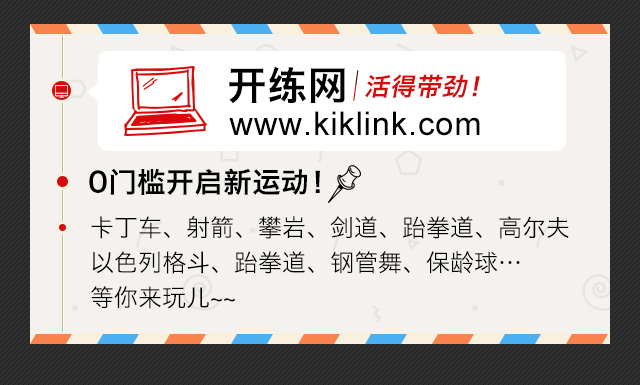 开练网 | 活得带劲！
www.kiklink.com
0门槛开启新运动！
卡丁车、射箭、攀岩、剑道、跆拳道、高尔夫
以色列格斗、跆拳道、钢管舞、保龄球…
等你来玩儿~~